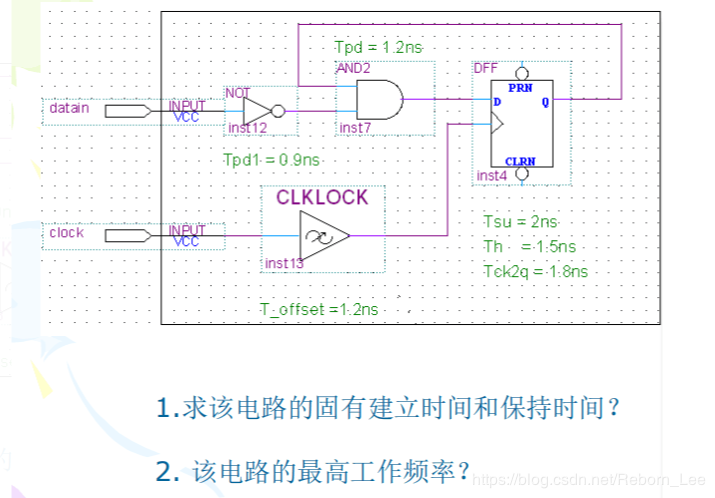 Tpd = 1.2ns
AND2
DFF
PRN
NOT
datain
INPUT
VCC
D
Q
inst12
inst7
Tpd1 = 0.9ns
CLRN
inst4
CLKLOCK
clock
INPUT
VCC
inst13
Tsu = 2ns
Th = 1.5ns
Tck2q = 1.8ns
T_offset =1.2ns
1.求该电路的固有建立时间和保持时间?
2. 该电路的最高工作频率?
https://blog.csdn.net/Reborn_Lee